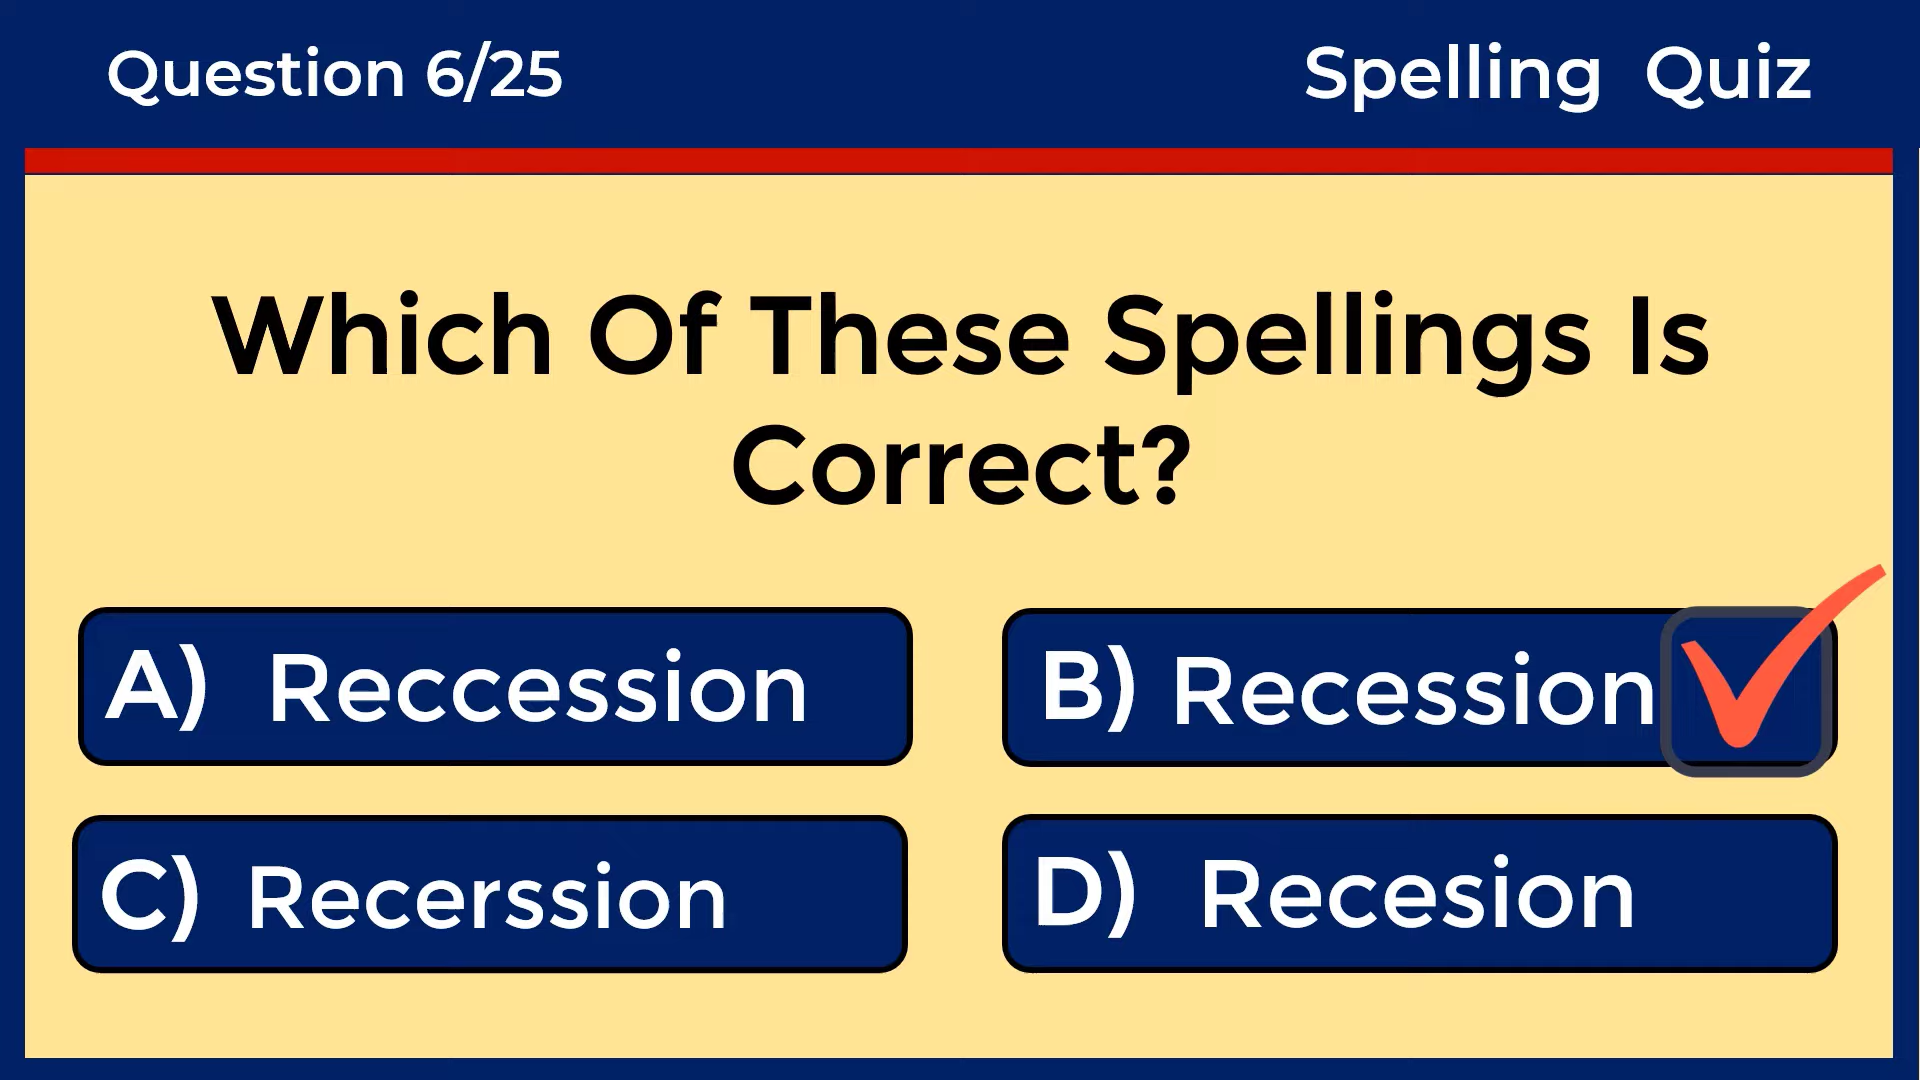 Question 6/25
Spelling Quiz
Which Of These Spellings Is
Correct?
A) Reccession
B) Recession
C) Recerssion
D) Recesion